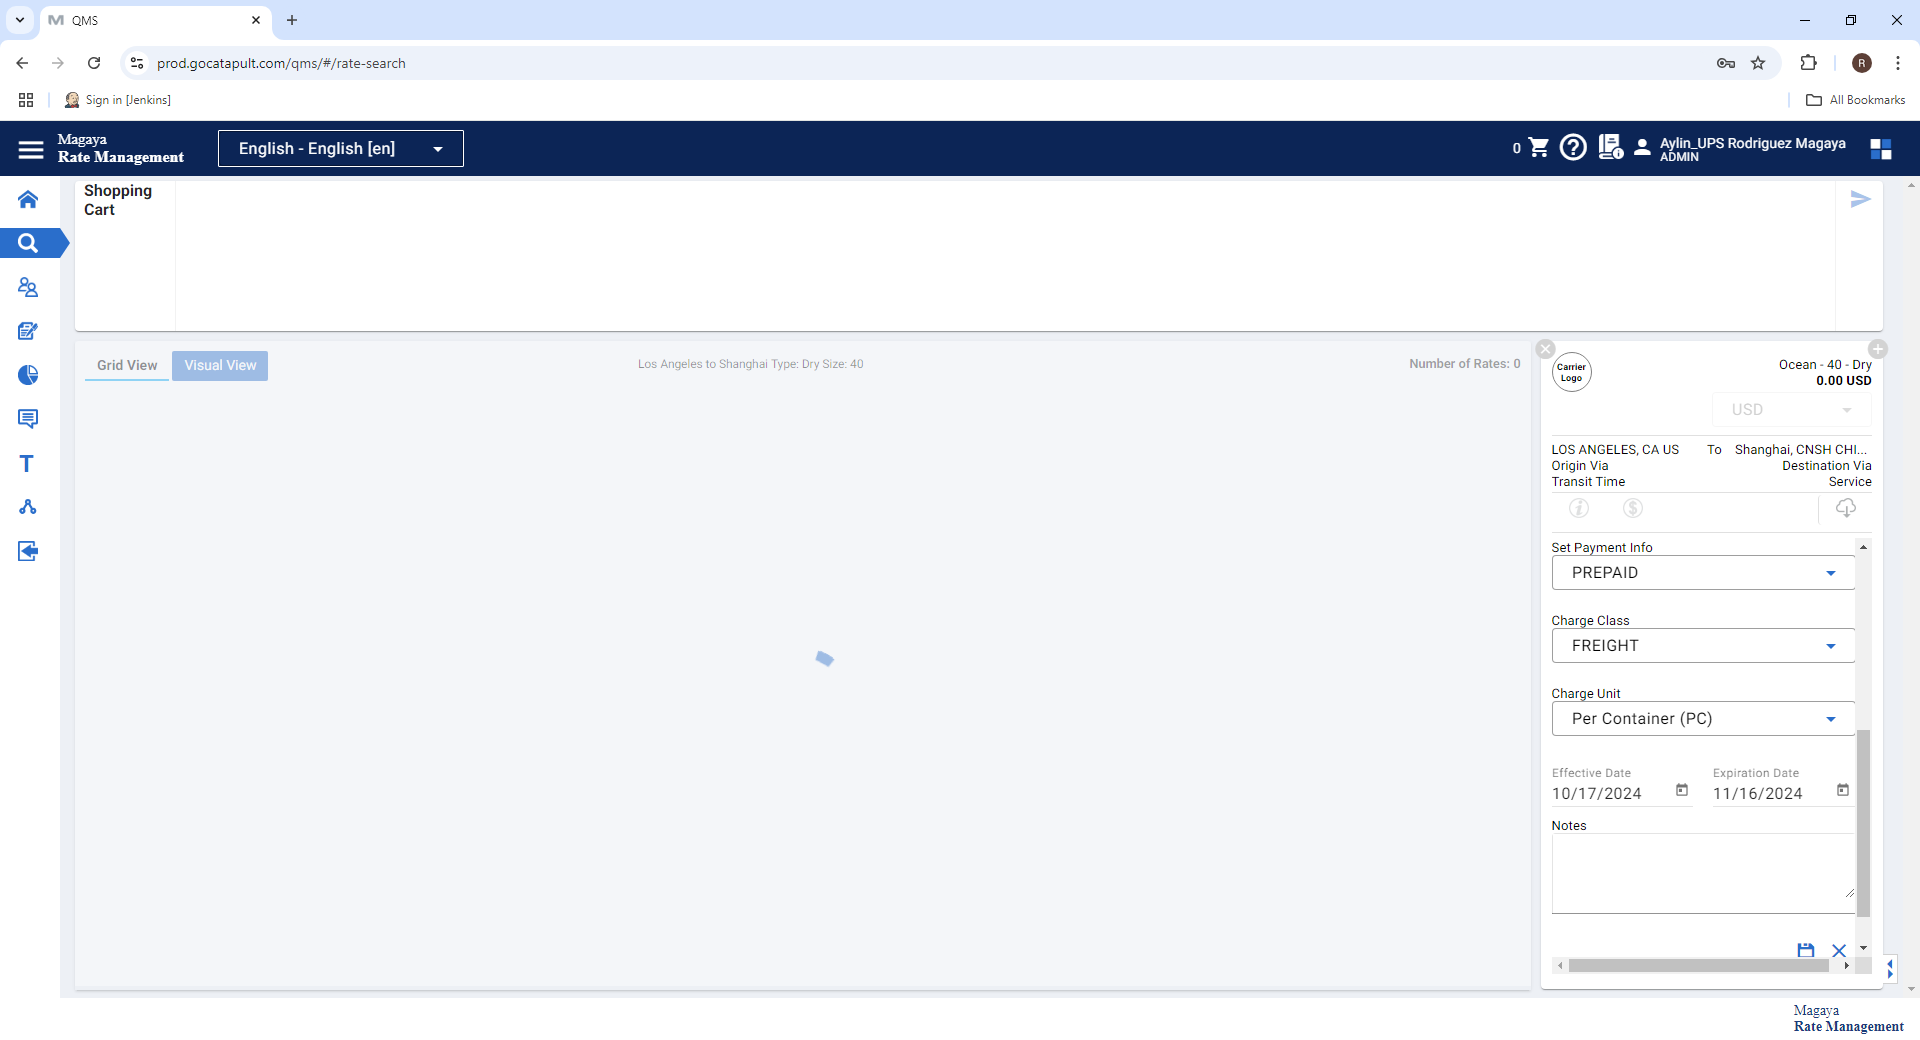 QMS
prod.gocatapult.com/qms/#/rate-search
R
Sign in [Jenkins]
All Bookmarks
Magaya
Rate Management
English - English [en]
0
Aylin_UPS Rodriguez Magaya
ADMIN
Shopping
Cart
Grid View
Visual View
Los Angeles to Shanghai Type: Dry Size: 40
Number of Rates: 0
Carrier
Logo
Ocean - 40 - Dry
0.00 USD
USD
LOS ANGELES, CA US To Shanghai, CNSH CHI...
Origin Via Destination Via
Transit Time Service
Set Payment Info
PREPAID
Charge Class
FREIGHT
Charge Unit
Per Container (PC)
Effective Date Expiration Date
10/17/2024 11/16/2024
Notes
Magaya
Rate Management